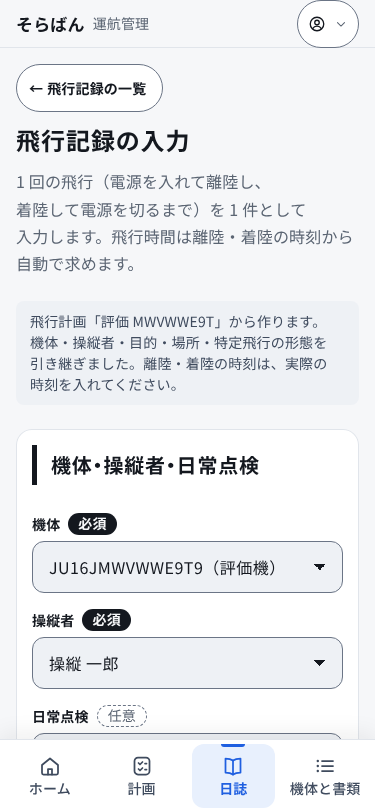 そらばん 運航管理
← 飛行記録の一覧
飛行記録の入力
1 回の飛行（電源を入れて離陸し、
着陸して電源を切るまで）を 1 件として
入力します。飛行時間は離陸・着陸の時刻から
自動で求めます。
飛行計画「評価 MWVWWE9T」から作ります。
機体・操縦者・目的・場所・特定飛行の形態を
引き継ぎました。離陸・着陸の時刻は、実際の
時刻を入れてください。
機体・操縦者・日常点検
機体 必須
JU16JMWVWWE9T9（評価機）
操縦者 必須
操縦 一郎
日常点検 任意
ホーム 計画 日誌 機体と書類